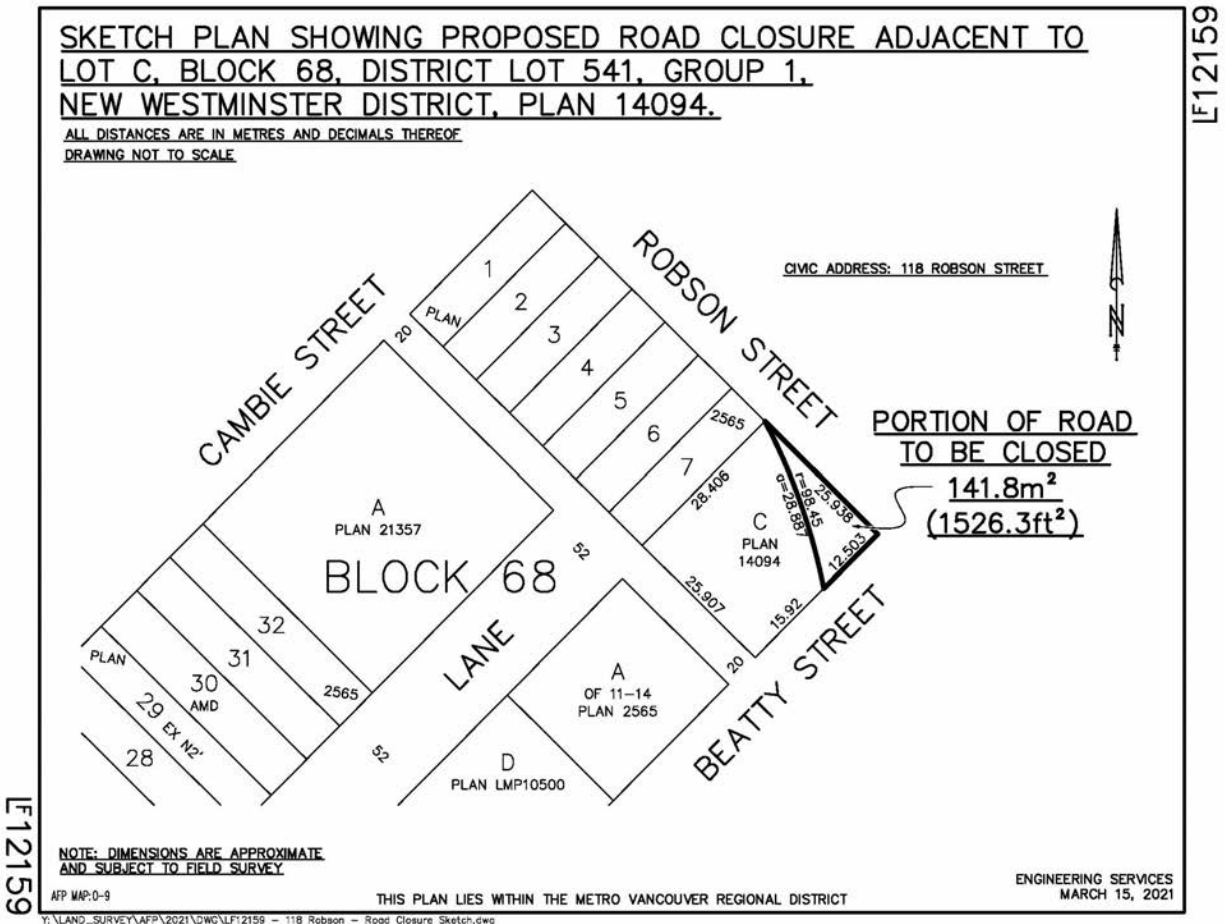 LF12159
SKETCH PLAN SHOWING PROPOSED ROAD CLOSURE ADJACENT TO
LOT C, BLOCK 68, DISTRICT LOT 541, GROUP 1,
NEW WESTMINSTER DISTRICT, PLAN 14094.
ALL DISTANCES ARE IN METRES AND DECIMALS THEREOF
DRAWING NOT TO SCALE
CIVIC ADDRESS: 118 ROBSON STREET
N
ROBSON STREET
CAMBIE STREET
1
PLAN
2
3
4
5
6
7
2565
20
28.406
PORTION OF ROAD
TO BE CLOSED
141.8m²
(1526.3ft²)
r=98.45
a=28.887
25.938
12.503
C
PLAN
14094
25.907
15.92
A
PLAN 21357
BLOCK 68
52
LANE
20
BEATTY STREET
32
31
2565
PLAN
30
AMD
29 EX N2'
28
52
A
OF 11-14
PLAN 2565
D
PLAN LMP10500
NOTE: DIMENSIONS ARE APPROXIMATE
AND SUBJECT TO FIELD SURVEY
AFP MAP:O-9
THIS PLAN LIES WITHIN THE METRO VANCOUVER REGIONAL DISTRICT
ENGINEERING SERVICES
MARCH 15, 2021
LF12159
Y:\LAND_SURVEY\AFP\2021\DWG\LF12159 - 118 Robson - Road Closure Sketch.dwg